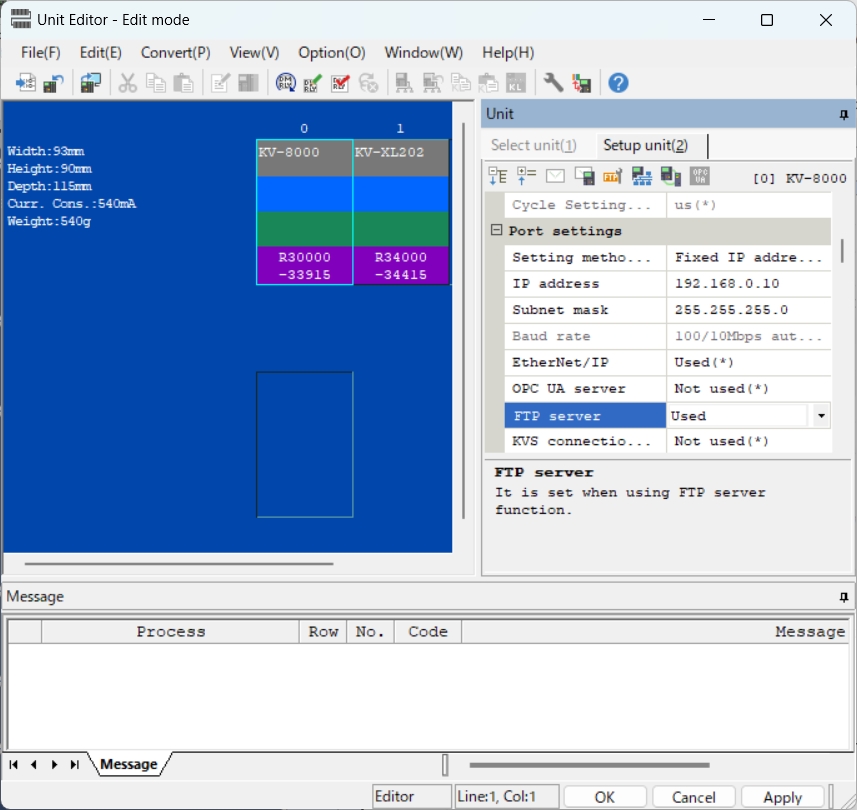 Unit Editor - Edit mode
File(F) Edit(E) Convert(P) View(V) Option(O) Window(W) Help(H)
0 1
Width:93mm
Height:90mm
Depth:115mm
Curr. Cons.:540mA
Weight:540g
KV-8000 KV-XL202
R30000 R34000
-33915 -34415
Unit
Select unit(1) Setup unit(2)
[0] KV-8000
Cycle Setting... us(*)
Port settings
Setting metho... Fixed IP addre...
IP address 192.168.0.10
Subnet mask 255.255.255.0
Baud rate 100/10Mbps aut...
EtherNet/IP Used(*)
OPC UA server Not used(*)
FTP server Used
KVS connectio... Not used(*)
FTP server
It is set when using FTP server
function.
Message
Process Row No. Code Message
Message
Editor Line:1, Col:1 OK Cancel Apply